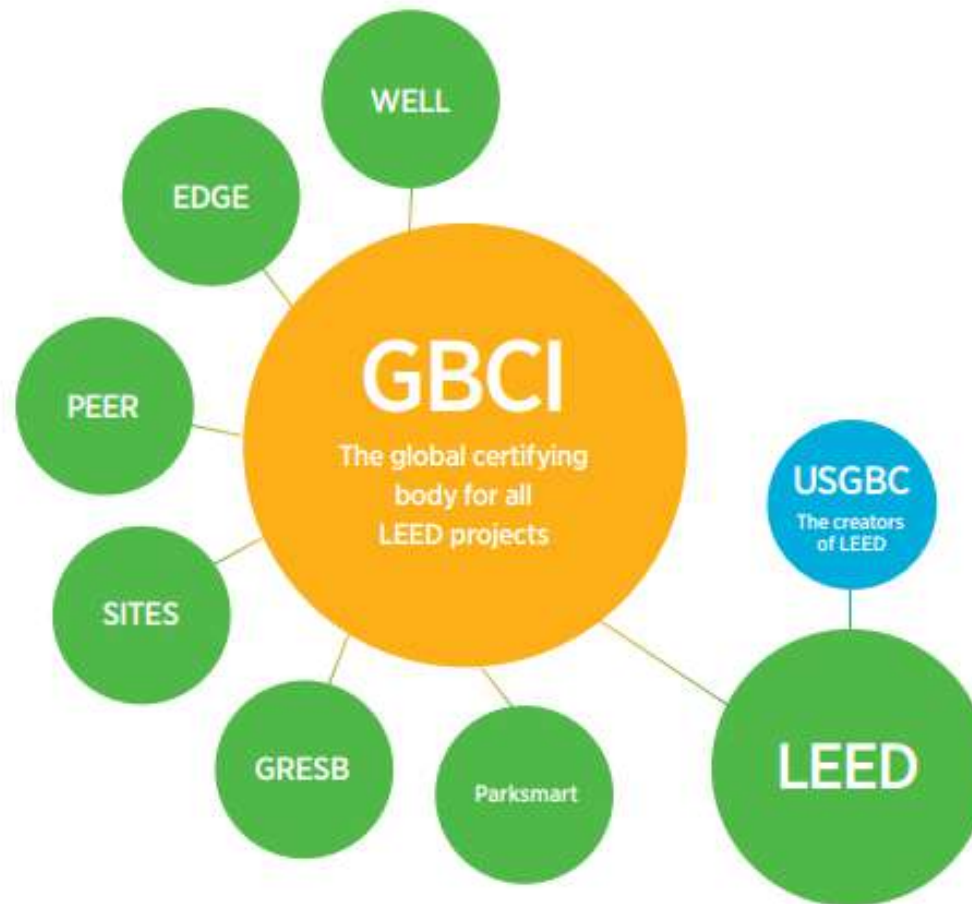 WELL
EDGE
GBCI
The global certifying
body for all
LEED projects
PEER
USGBC
The creators
of LEED
SITES
LEED
GRESB
Parksmart